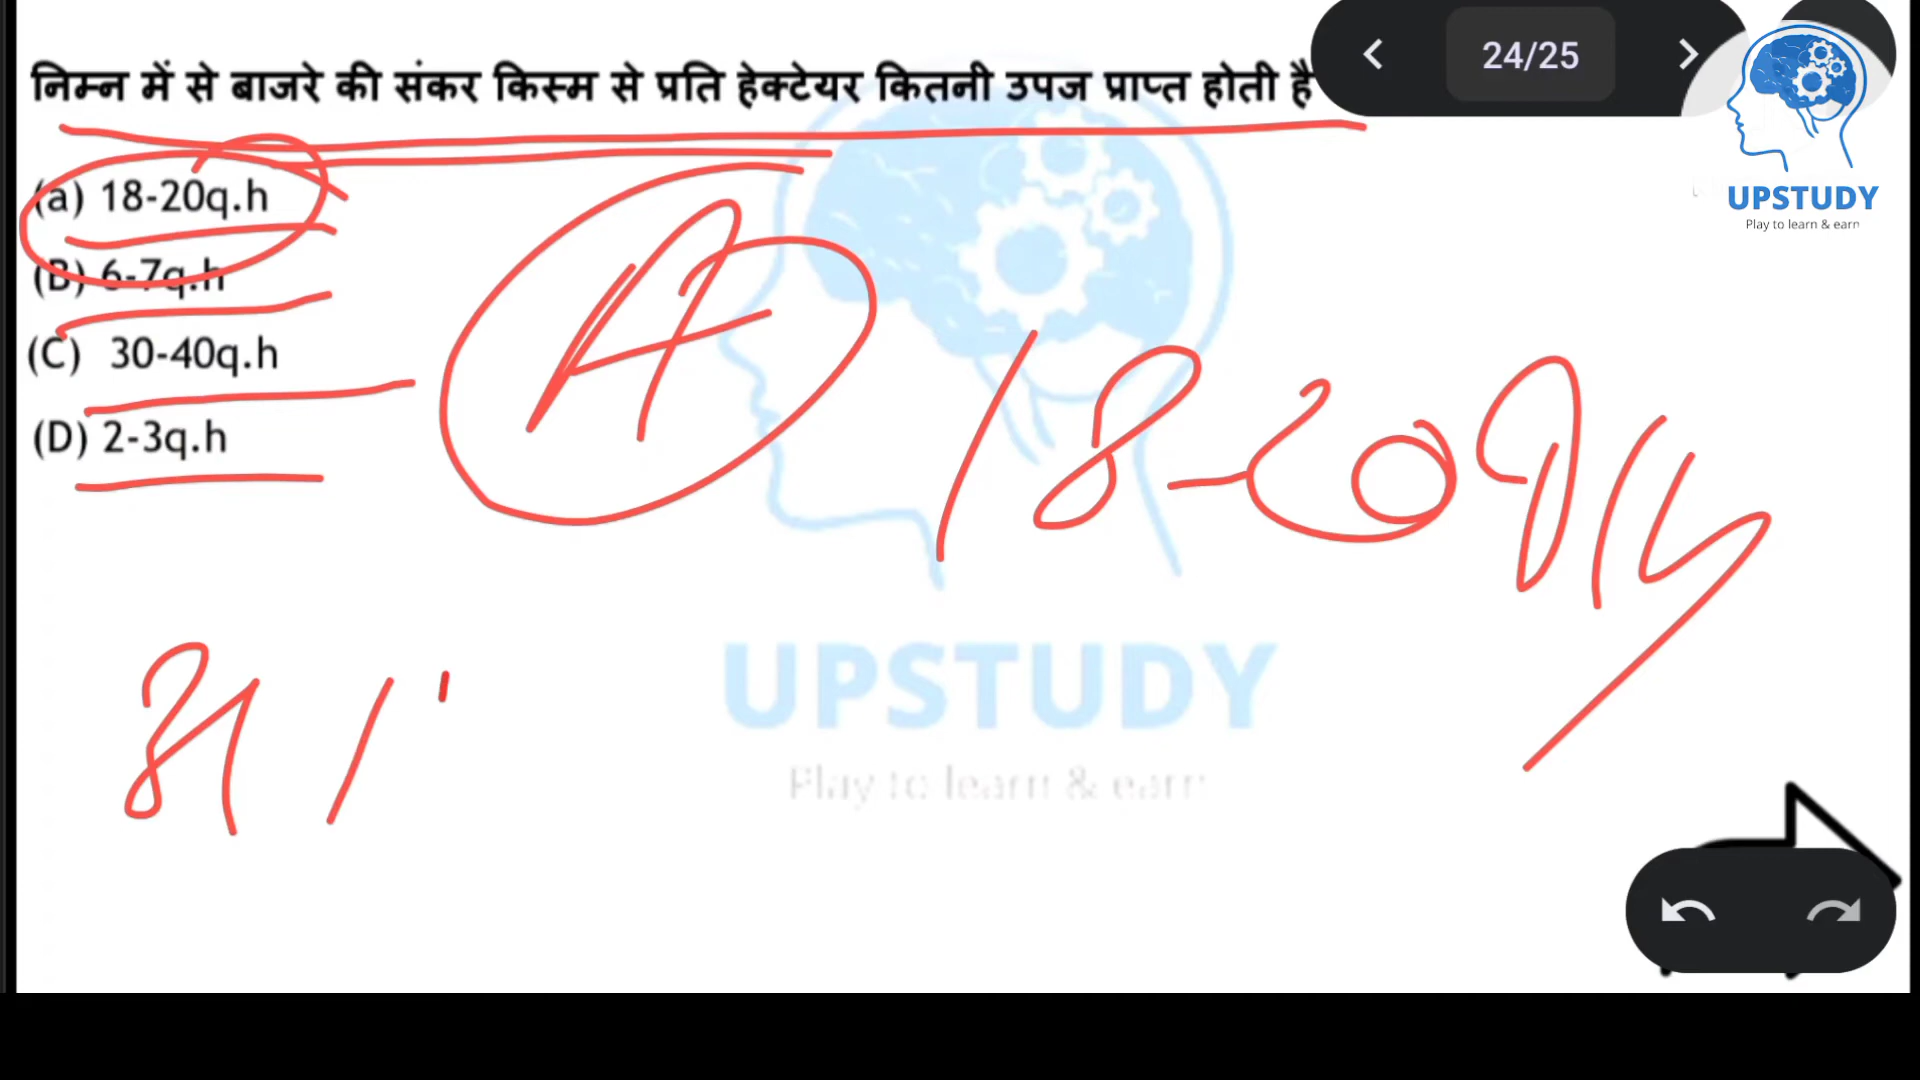 निम्न में से बाजरे की संकर किस्म से प्रति हेक्टेयर कितनी उपज प्राप्त होती है
24/25
UPSTUDY
Play to learn & earn
(a) 18-20q.h
(B) 6-7q.h
(C) 30-40q.h
(D) 2-3q.h
A
18-20q/h
UPSTUDY
Play to learn & earn